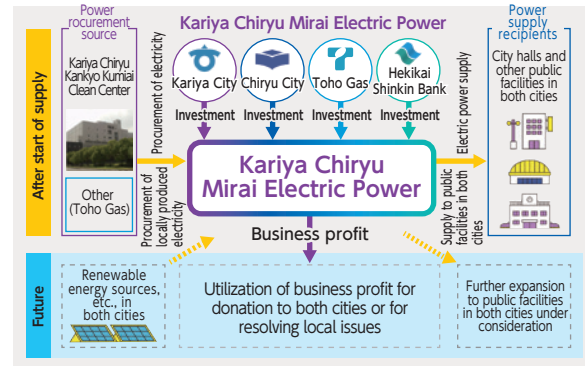 Kariya Chiryu Mirai Electric Power
Power
procurement
source
Power
supply
recipients
After start of supply
Kariya Chiryu
Kankyo Kumiai
Clean Center
Other
(Toho Gas)
Procurement of electricity
Procurement of
locally produced
electricity
Kariya City
Chiryu City
Toho Gas
Hekikai
Shinkin Bank
Investment
Investment
Investment
Investment
Kariya Chiryu
Mirai Electric Power
Electric power supply
Supply to public
facilities in both
cities
City halls and
other public
facilities in
both cities
Business profit
Future
Renewable
energy sources,
etc., in
both cities
Utilization of business profit for
donation to both cities or for
resolving local issues
Further expansion
to public facilities
in both cities under
consideration